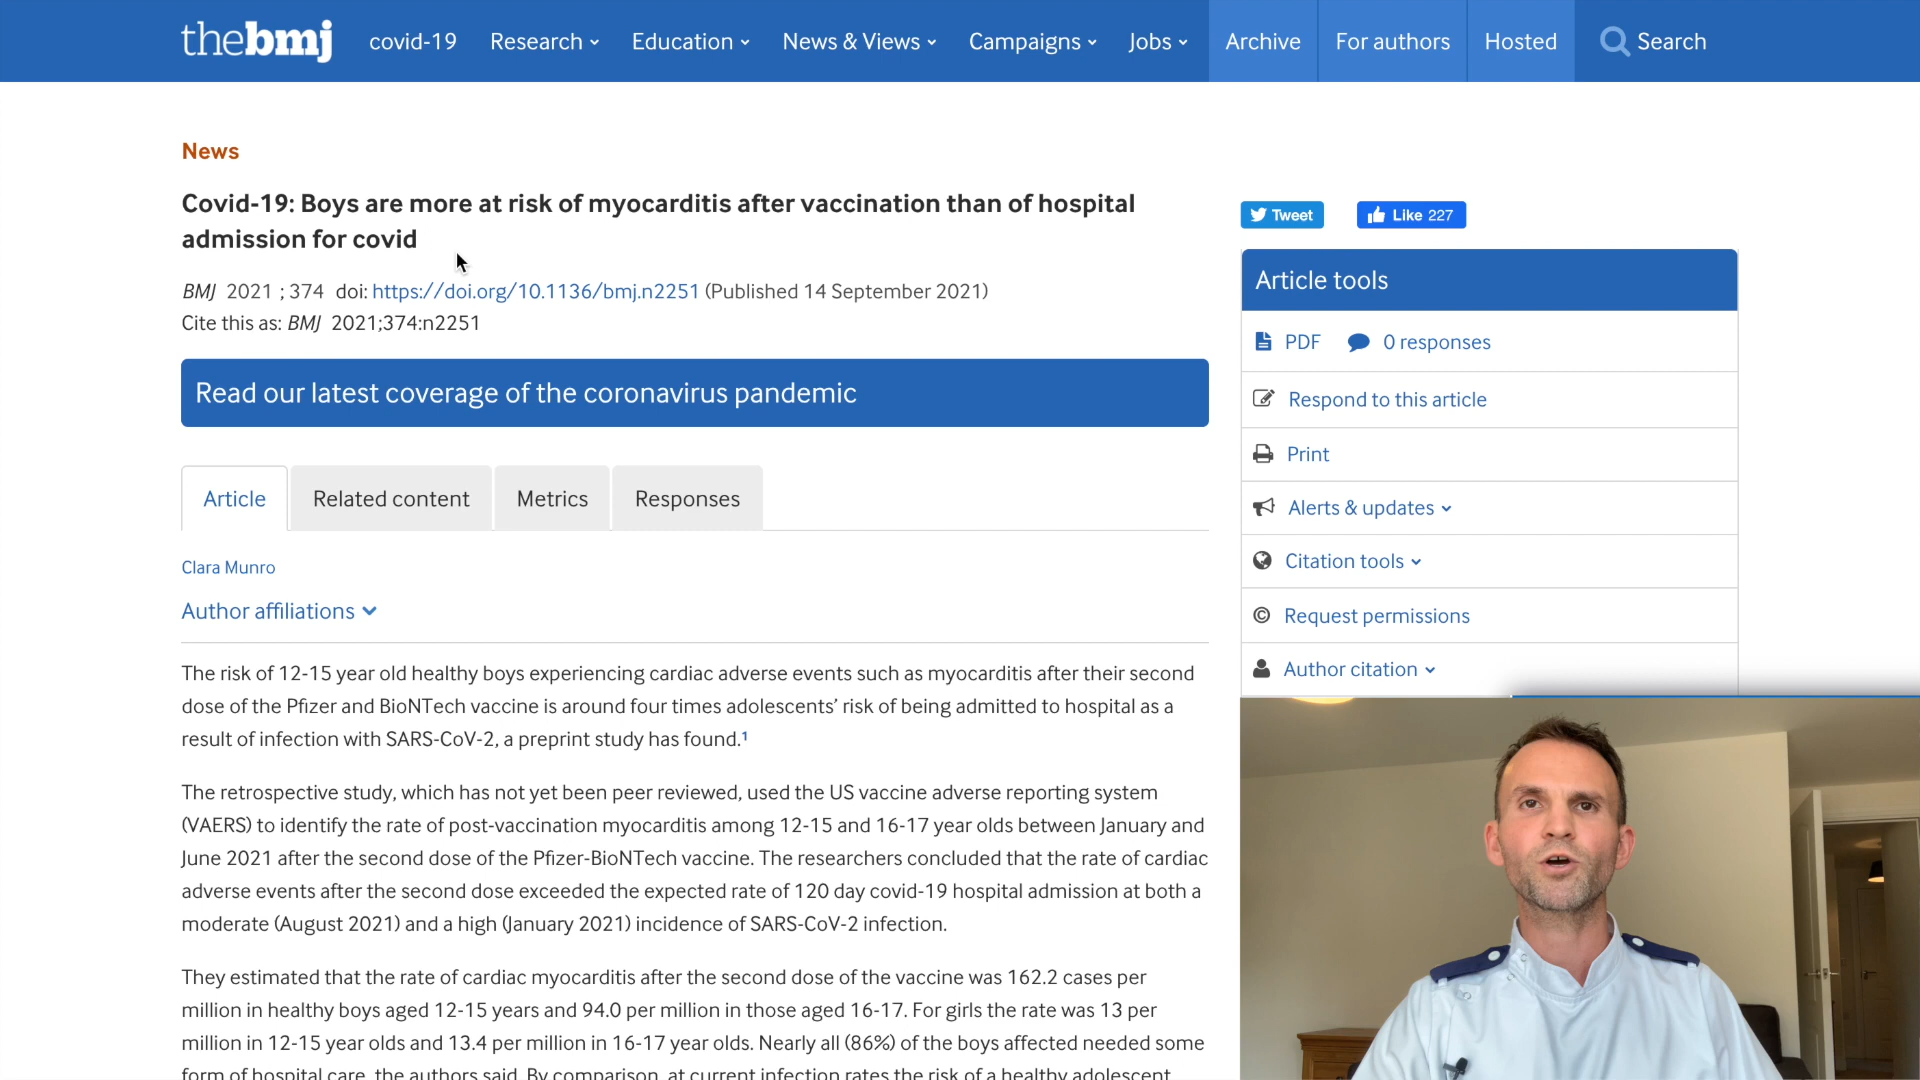 thebmj covid-19 Research Education News & Views Campaigns Jobs Archive For authors Hosted Search
News
Covid-19: Boys are more at risk of myocarditis after vaccination than of hospital
admission for covid
BMJ 2021 ; 374 doi: https://doi.org/10.1136/bmj.n2251 (Published 14 September 2021)
Cite this as: BMJ 2021;374:n2251
Read our latest coverage of the coronavirus pandemic
Article Related content Metrics Responses
Clara Munro
Author affiliations
The risk of 12-15 year old healthy boys experiencing cardiac adverse events such as myocarditis after their second
dose of the Pfizer and BioNTech vaccine is around four times adolescents’ risk of being admitted to hospital as a
result of infection with SARS-CoV-2, a preprint study has found.1
The retrospective study, which has not yet been peer reviewed, used the US vaccine adverse reporting system
(VAERS) to identify the rate of post-vaccination myocarditis among 12-15 and 16-17 year olds between January and
June 2021 after the second dose of the Pfizer-BioNTech vaccine. The researchers concluded that the rate of cardiac
adverse events after the second dose exceeded the expected rate of 120 day covid-19 hospital admission at both a
moderate (August 2021) and a high (January 2021) incidence of SARS-CoV-2 infection.
They estimated that the rate of cardiac myocarditis after the second dose of the vaccine was 162.2 cases per
million in healthy boys aged 12-15 years and 94.0 per million in those aged 16-17. For girls the rate was 13 per
million in 12-15 year olds and 13.4 per million in 16-17 year olds. Nearly all (86%) of the boys affected needed some
form of hospital care, the authors said. By comparison, at current infection rates the risk of a healthy adolescent
Tweet Like 227
Article tools
PDF 0 responses
Respond to this article
Print
Alerts & updates
Citation tools
© Request permissions
Author citation